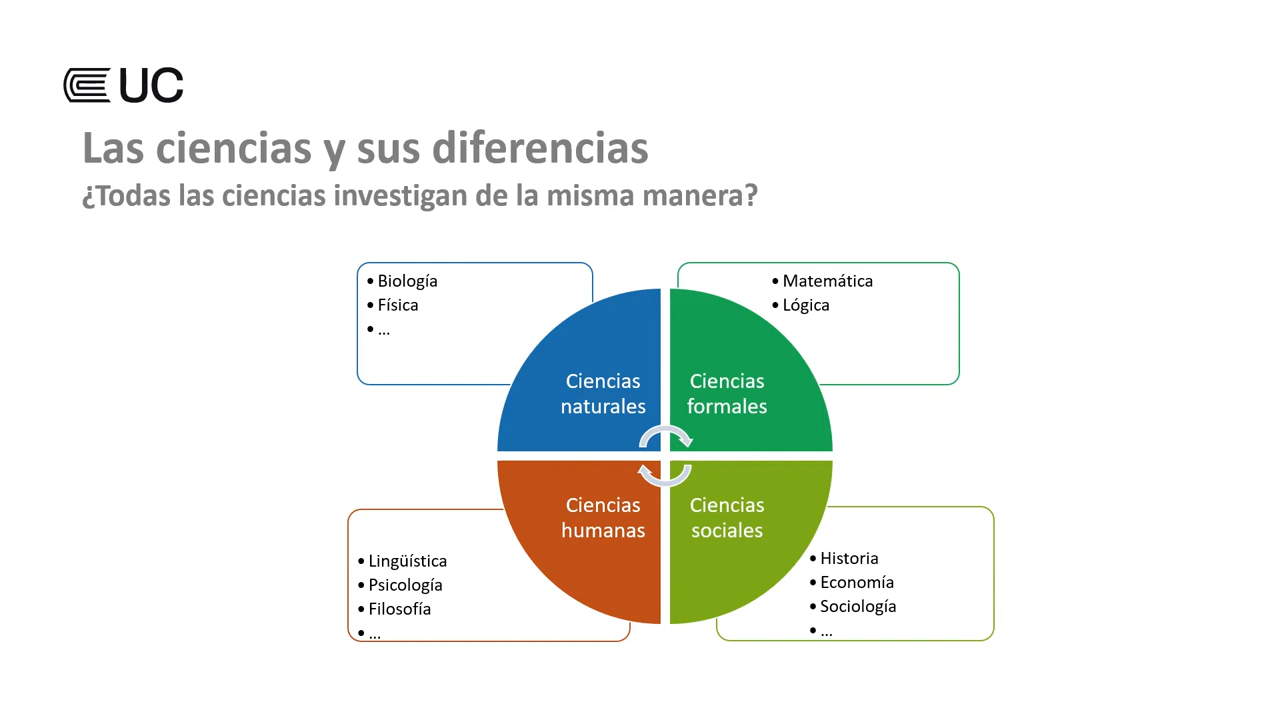 UC
Las ciencias y sus diferencias
¿Todas las ciencias investigan de la misma manera?
• Biología
• Física
• ...
• Matemática
• Lógica
Ciencias
naturales
Ciencias
formales
Ciencias
humanas
Ciencias
sociales
• Lingüística
• Psicología
• Filosofía
• ...
• Historia
• Economía
• Sociología
• ...